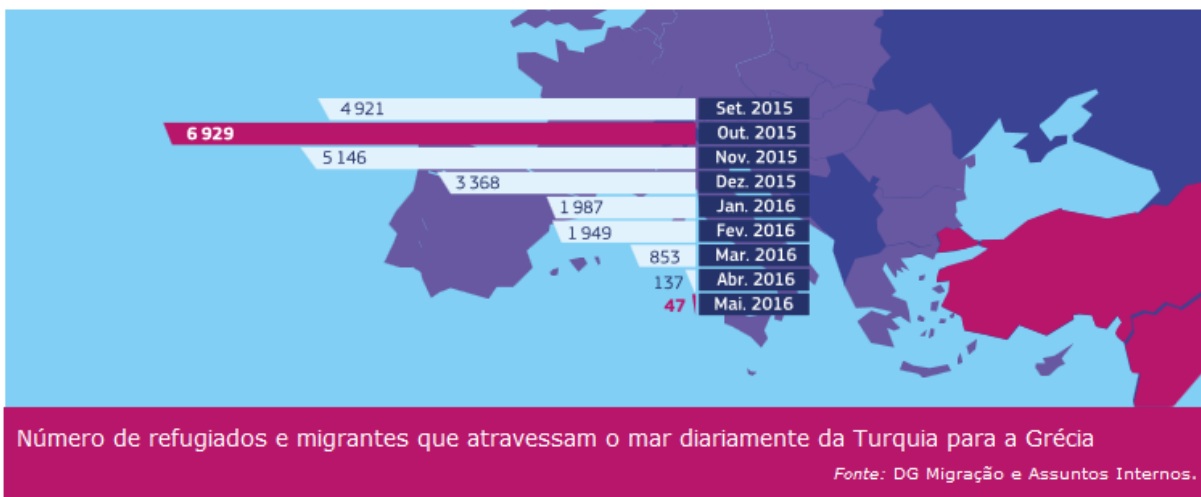 4 921 Set. 2015
6 929 Out. 2015
5 146 Nov. 2015
3 368 Dez. 2015
1 987 Jan. 2016
1 949 Fev. 2016
853 Mar. 2016
137 Abr. 2016
47 Mai. 2016
Número de refugiados e migrantes que atravessam o mar diariamente da Turquia para a Grécia
Fonte: DG Migração e Assuntos Internos.